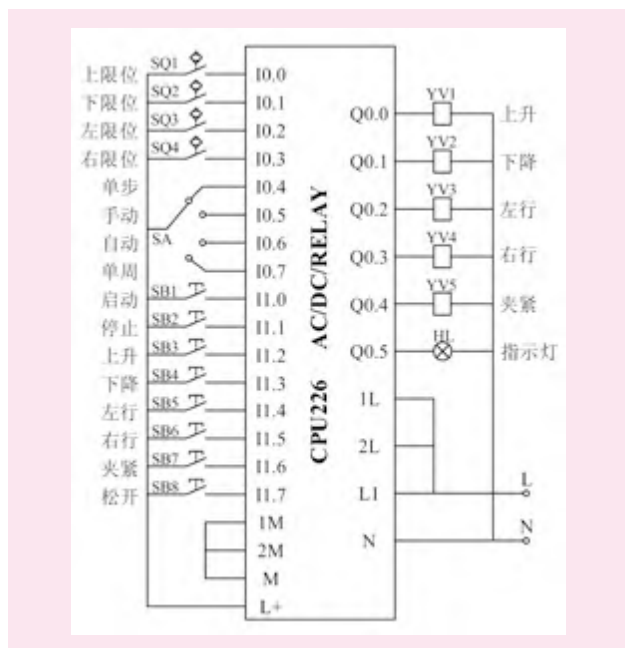 上限位 SQ1 I0.0
下限位 SQ2 I0.1
左限位 SQ3 I0.2
右限位 SQ4 I0.3
单步 I0.4
手动 I0.5
自动 SA I0.6
单周 I0.7
启动 SB1 I1.0
停止 SB2 I1.1
上升 SB3 I1.2
下降 SB4 I1.3
左行 SB5 I1.4
右行 SB6 I1.5
夹紧 SB7 I1.6
松开 SB8 I1.7
1M
2M
M
L+
CPU226 AC/DC/RELAY
Q0.0 YV1 上升
Q0.1 YV2 下降
Q0.2 YV3 左行
Q0.3 YV4 右行
Q0.4 YV5 夹紧
Q0.5 HL 指示灯
1L
2L
L1 L
N N